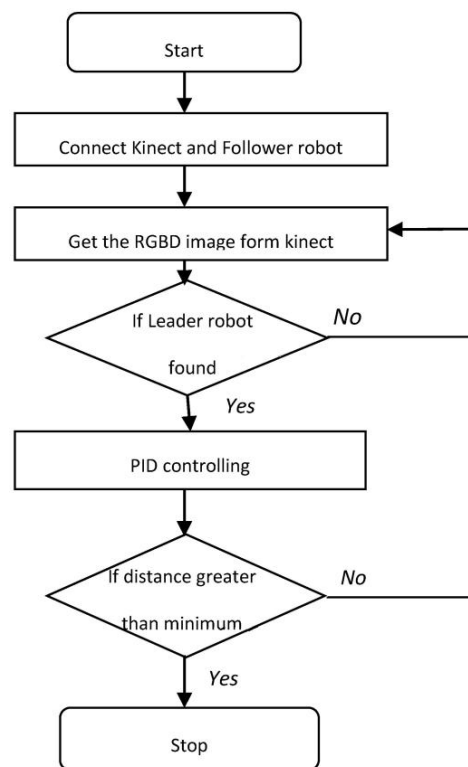 Start
Connect Kinect and Follower robot
Get the RGBD image form kinect
If Leader robot
No
found
Yes
PID controlling
If distance greater
No
than minimum
Yes
Stop